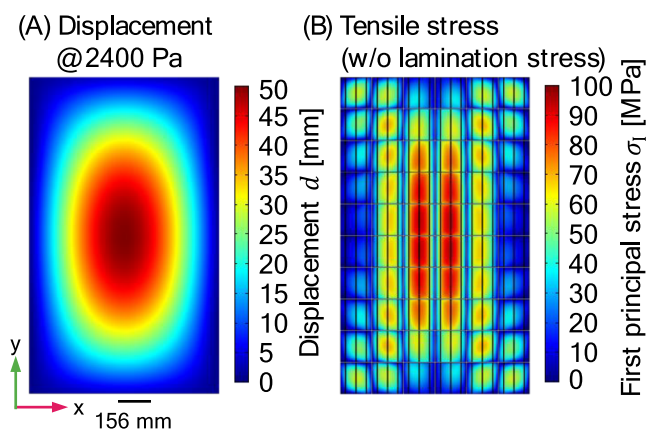 (A) Displacement
@2400 Pa
50
45
40
35
30
25
20
15
10
5
0
Displacement d [mm]
y
x
156 mm
(B) Tensile stress
(w/o lamination stress)
100
90
80
70
60
50
40
30
20
10
0
First principal stress σI [MPa]